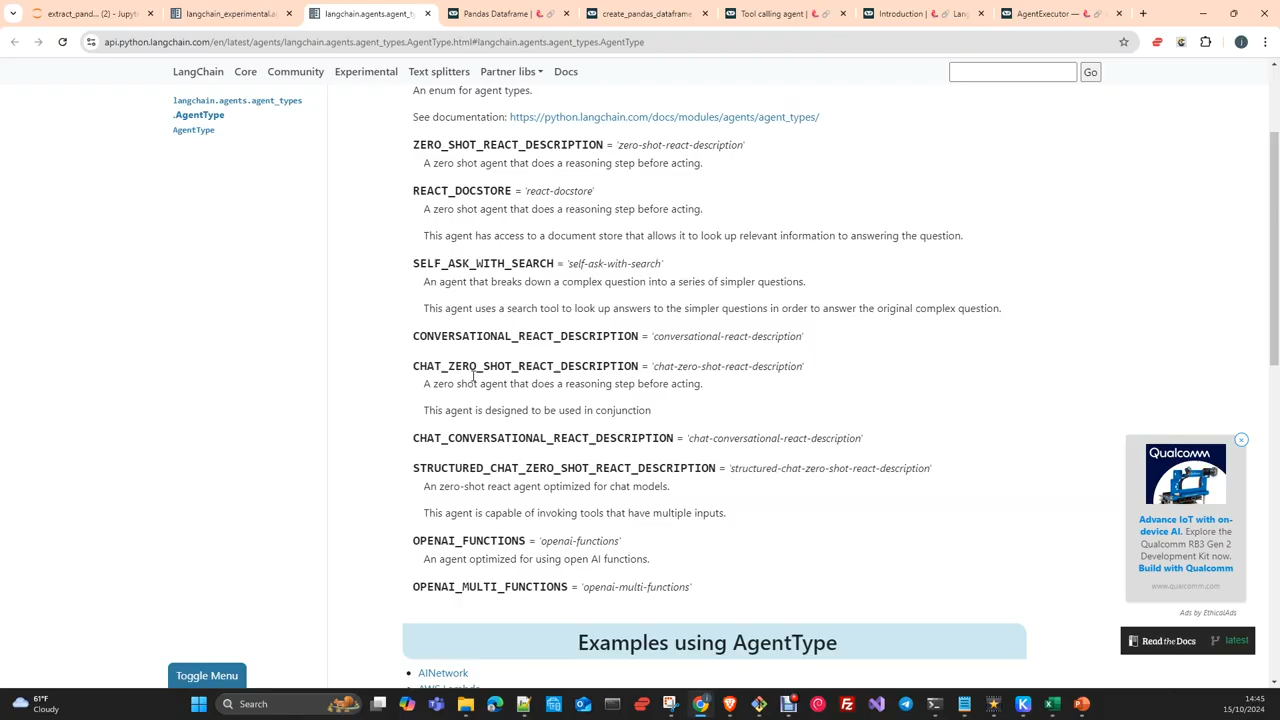 extract_pand... (2) - Jupyte
langchain_experimental.ag
langchain.agents.agent_typ
Pandas Dataframe |
create_pandas_dataframe
Tool calling agent |
Introduction | Lang
AgentExecutor —
api.python.langchain.com/en/latest/agents/langchain.agents.agent_types.AgentType.html#langchain.agents.agent_types.AgentType
LangChain Core Community Experimental Text splitters Partner libs Docs Go
langchain.agents.agent_types
.AgentType
AgentType
An enum for agent types.
See documentation: https://python.langchain.com/docs/modules/agents/agent_types/
ZERO_SHOT_REACT_DESCRIPTION = 'zero-shot-react-description'
A zero shot agent that does a reasoning step before acting.
REACT_DOCSTORE = 'react-docstore'
A zero shot agent that does a reasoning step before acting.
This agent has access to a document store that allows it to look up relevant information to answering the question.
SELF_ASK_WITH_SEARCH = 'self-ask-with-search'
An agent that breaks down a complex question into a series of simpler questions.
This agent uses a search tool to look up answers to the simpler questions in order to answer the original complex question.
CONVERSATIONAL_REACT_DESCRIPTION = 'conversational-react-description'
CHAT_ZERO_SHOT_REACT_DESCRIPTION = 'chat-zero-shot-react-description'
A zero shot agent that does a reasoning step before acting.
This agent is designed to be used in conjunction
CHAT_CONVERSATIONAL_REACT_DESCRIPTION = 'chat-conversational-react-description'
STRUCTURED_CHAT_ZERO_SHOT_REACT_DESCRIPTION = 'structured-chat-zero-shot-react-description'
An zero-shot react agent optimized for chat models.
This agent is capable of invoking tools that have multiple inputs.
OPENAI_FUNCTIONS = 'openai-functions'
An agent optimized for using open AI functions.
OPENAI_MULTI_FUNCTIONS = 'openai-multi-functions'
Examples using AgentType
AINetwork
AWS Lambda
Qualcomm
Advance IoT with on-
device AI. Explore the
Qualcomm RB3 Gen 2
Development Kit now.
Build with Qualcomm
www.qualcomm.com
Ads by EthicalAds
Read the Docs latest
Toggle Menu
61°F
Cloudy
Search
14:45
15/10/2024